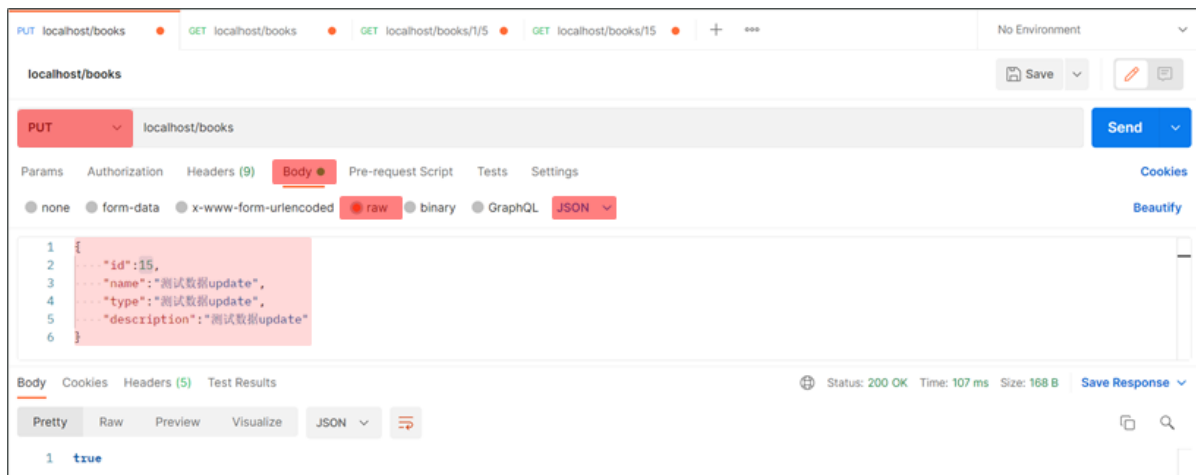 PUT localhost/books GET localhost/books GET localhost/books/1/5 GET localhost/books/15 + ooo No Environment
localhost/books Save
PUT localhost/books Send
Params Authorization Headers (9) Body Pre-request Script Tests Settings Cookies
none form-data x-www-form-urlencoded raw binary GraphQL JSON Beautify
1 {
2 ····"id":15,
3 ····"name":"测试数据update",
4 ····"type":"测试数据update",
5 ····"description":"测试数据update"
6 }
Body Cookies Headers (5) Test Results Status: 200 OK Time: 107 ms Size: 168 B Save Response
Pretty Raw Preview Visualize JSON
1 true